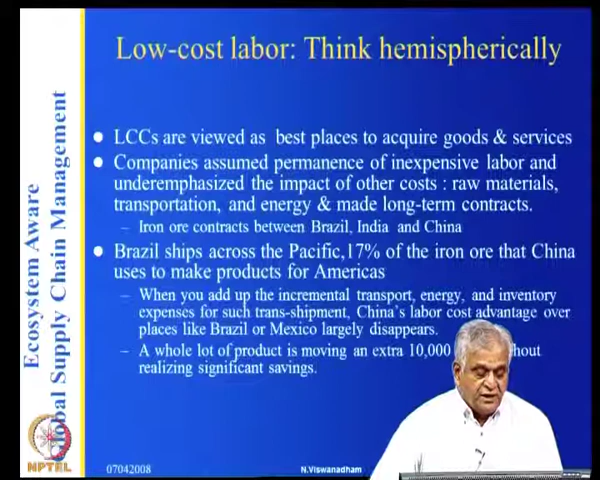 Low-cost labor: Think hemispherically
LCCs are viewed as best places to acquire goods & services
Companies assumed permanence of inexpensive labor and
underemphasized the impact of other costs : raw materials,
transportation, and energy & made long-term contracts.
– Iron ore contracts between Brazil, India and China
Brazil ships across the Pacific,17% of the iron ore that China
uses to make products for Americas
– When you add up the incremental transport, energy, and inventory
expenses for such trans-shipment, China's labor cost advantage over
places like Brazil or Mexico largely disappears.
– A whole lot of product is moving an extra 10,000
realizing significant savings.
Ecosystem Aware
Global Supply Chain Management
NPTEL
07042008
N.Viswanadham